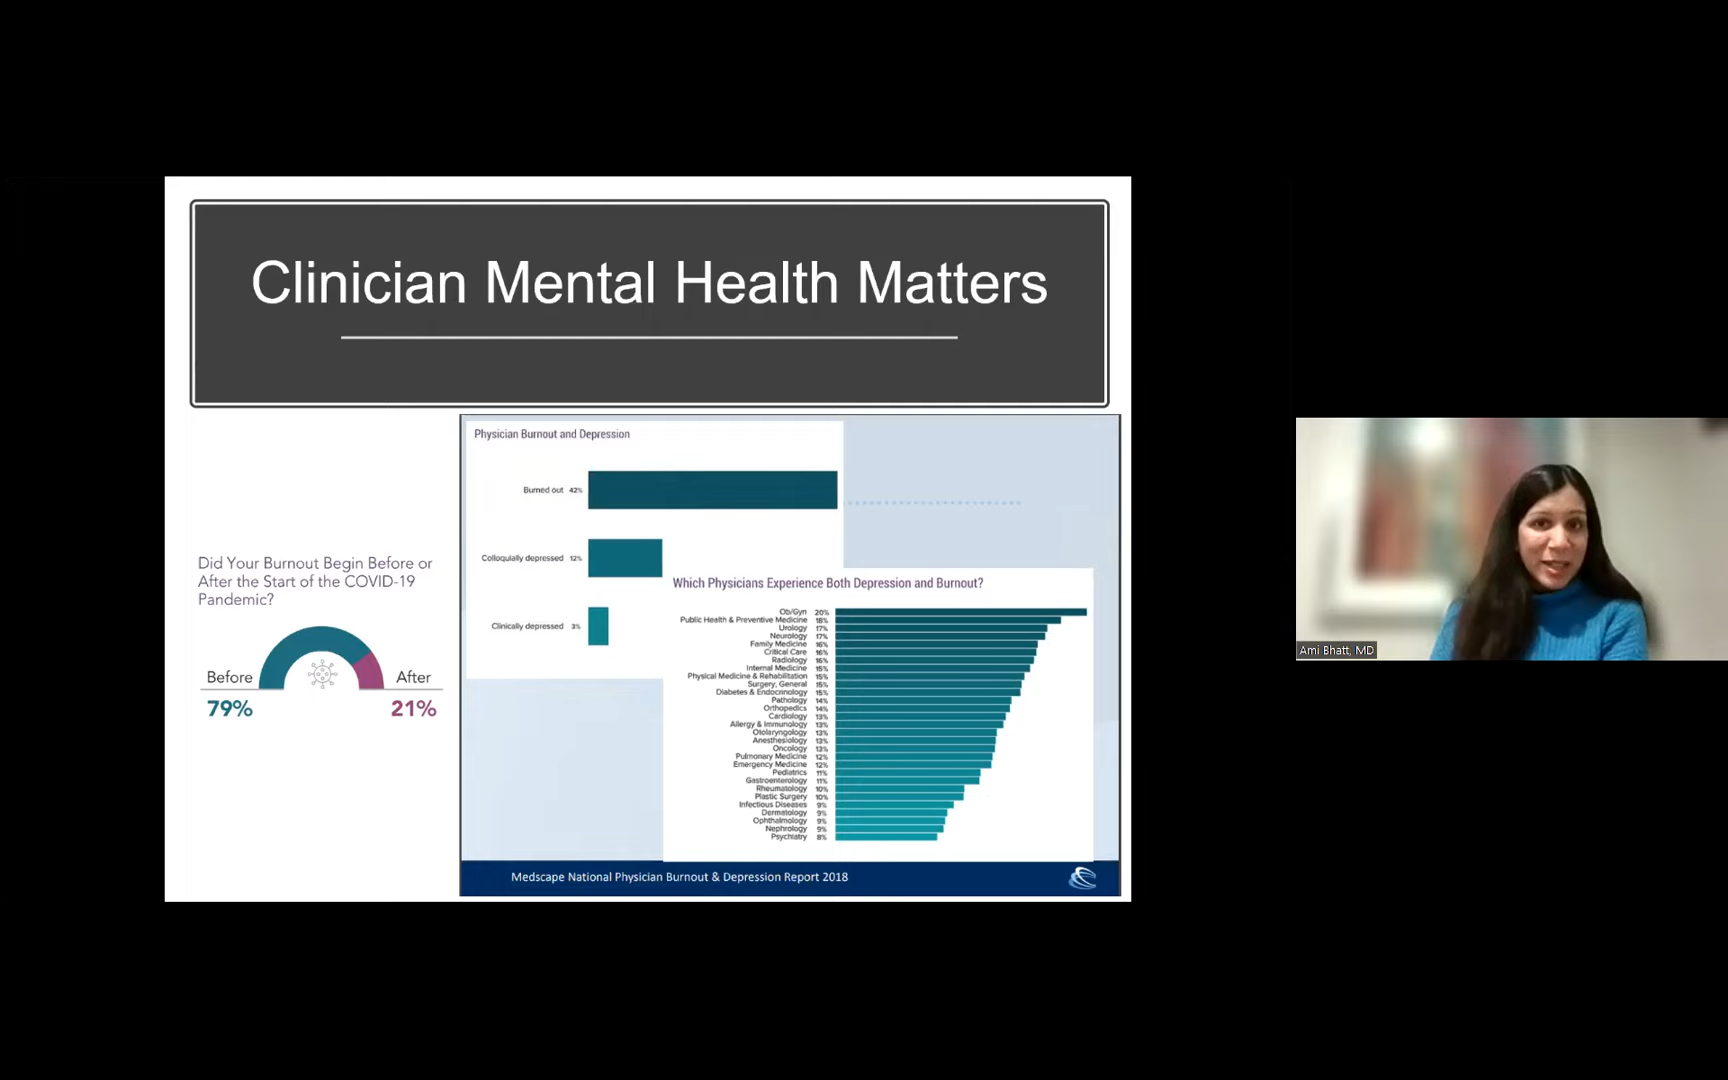 Clinician Mental Health Matters
Did Your Burnout Begin Before or
After the Start of the COVID-19
Pandemic?
Before
After
79%
21%
Physician Burnout and Depression
Burned out 42%
Colloquially depressed 12%
Clinically depressed 3%
Which Physicians Experience Both Depression and Burnout?
Ob/Gyn 20%
Public Health & Preventive Medicine 18%
Urology 17%
Neurology 17%
Family Medicine 16%
Critical Care 16%
Radiology 16%
Internal Medicine 15%
Physical Medicine & Rehabilitation 15%
Surgery, General 15%
Diabetes & Endocrinology 15%
Pathology 14%
Orthopedics 14%
Cardiology 13%
Allergy & Immunology 13%
Otolaryngology 13%
Anesthesiology 13%
Oncology 13%
Pulmonary Medicine 12%
Emergency Medicine 12%
Pediatrics 11%
Gastroenterology 11%
Rheumatology 10%
Plastic Surgery 10%
Infectious Diseases 9%
Dermatology 9%
Ophthalmology 9%
Nephrology 9%
Psychiatry 8%
Medscape National Physician Burnout & Depression Report 2018
Ami Bhatt, MD